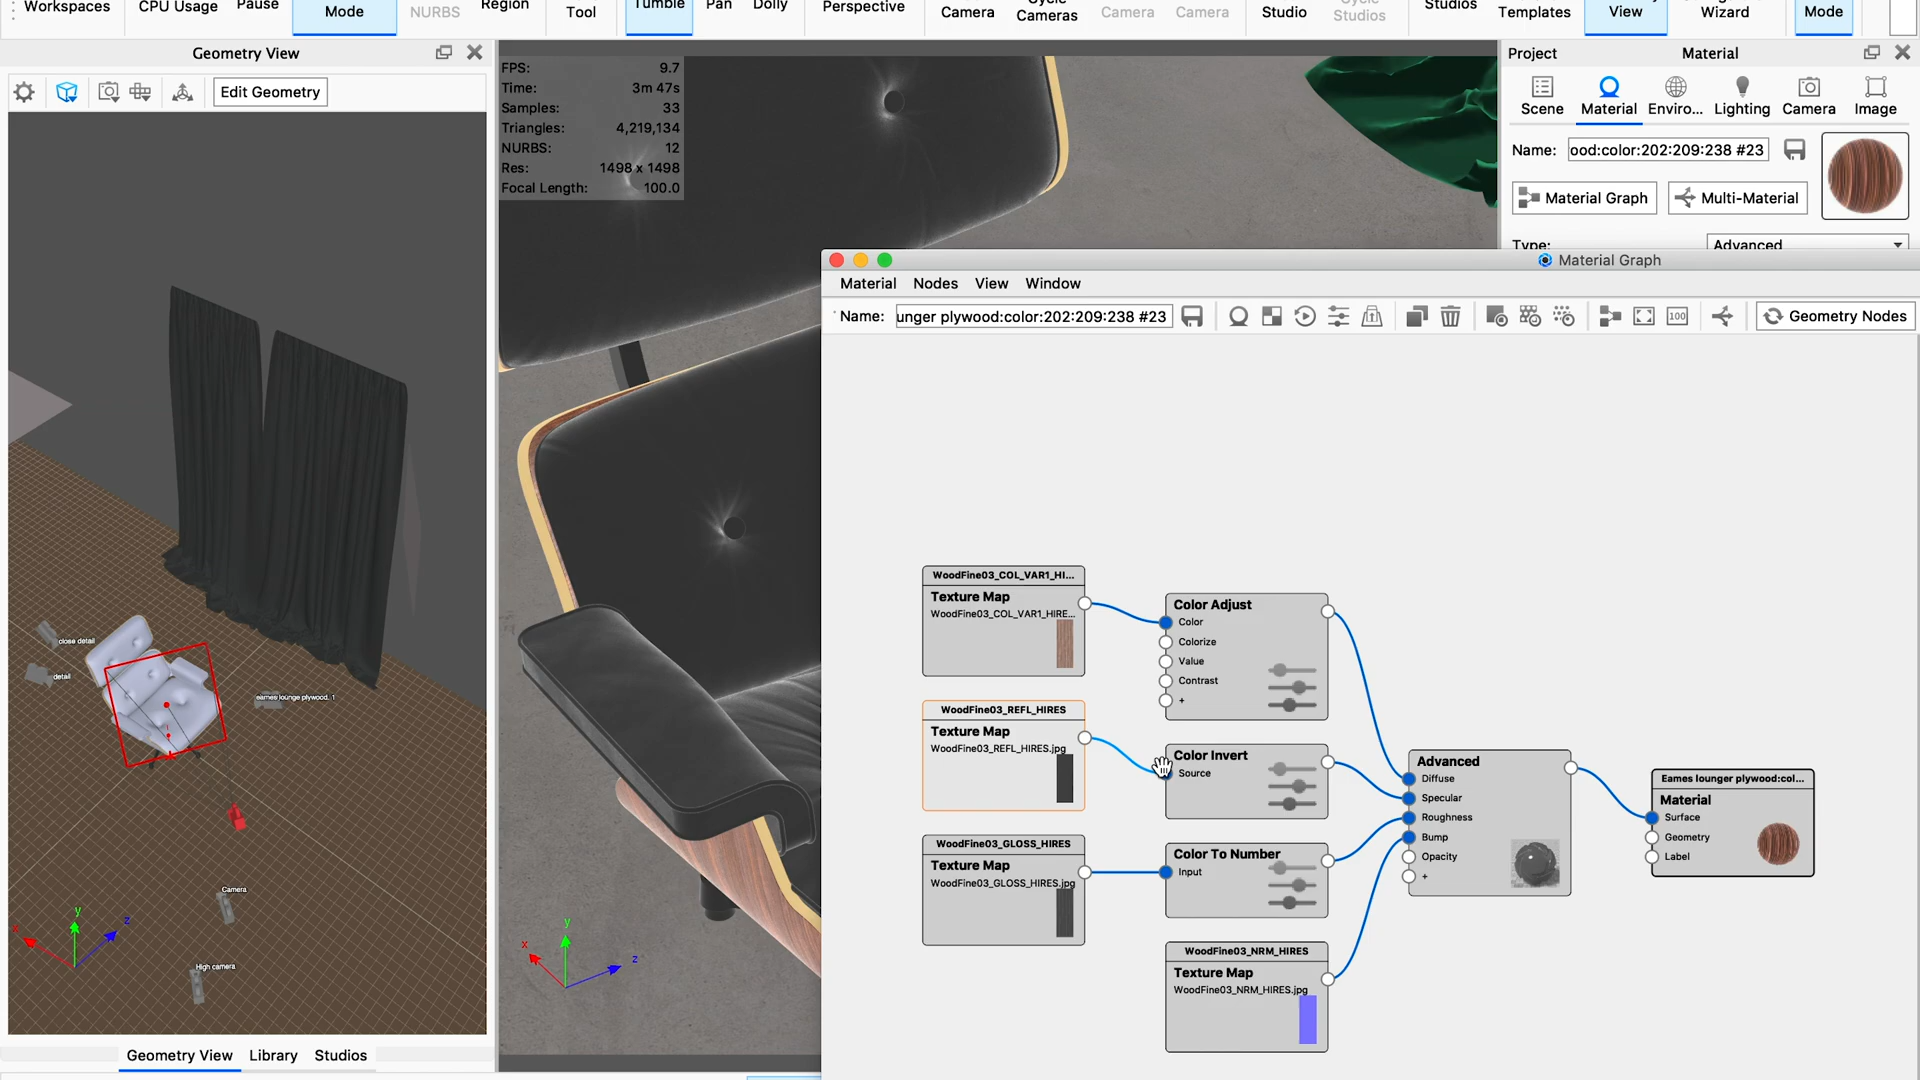 Workspaces
CPU Usage
Pause
Mode
NURBS
Region
Tool
Tumble
Pan
Dolly
Perspective
Camera
Cycle
Cameras
Camera
Camera
Studio
Cycle
Studios
Studios
Templates
View
Wizard
Mode
Geometry View
Edit Geometry
close detail
detail
eames lounge plywood..1
Camera
High camera
y
z
x
Geometry View
Library
Studios
FPS: 9.7
Time: 3m 47s
Samples: 33
Triangles: 4,219,134
NURBS: 12
Res: 1498 x 1498
Focal Length: 100.0
y
x
z
Project
Material
Scene
Material
Enviro...
Lighting
Camera
Image
Name: ood:color:202:209:238 #23
Material Graph
Multi-Material
Type: Advanced
Material Graph
Material
Nodes
View
Window
Name: unger plywood:color:202:209:238 #23
100
Geometry Nodes
WoodFine03_COL_VAR1_HI...
Texture Map
WoodFine03_COL_VAR1_HIRE...
WoodFine03_REFL_HIRES
Texture Map
WoodFine03_REFL_HIRES.jpg
WoodFine03_GLOSS_HIRES
Texture Map
WoodFine03_GLOSS_HIRES.jpg
Color Adjust
Color
Colorize
Value
Contrast
+
Color Invert
Source
Color To Number
Input
WoodFine03_NRM_HIRES
Texture Map
WoodFine03_NRM_HIRES.jpg
Advanced
Diffuse
Specular
Roughness
Bump
Opacity
+
Eames lounger plywood:col...
Material
Surface
Geometry
Label